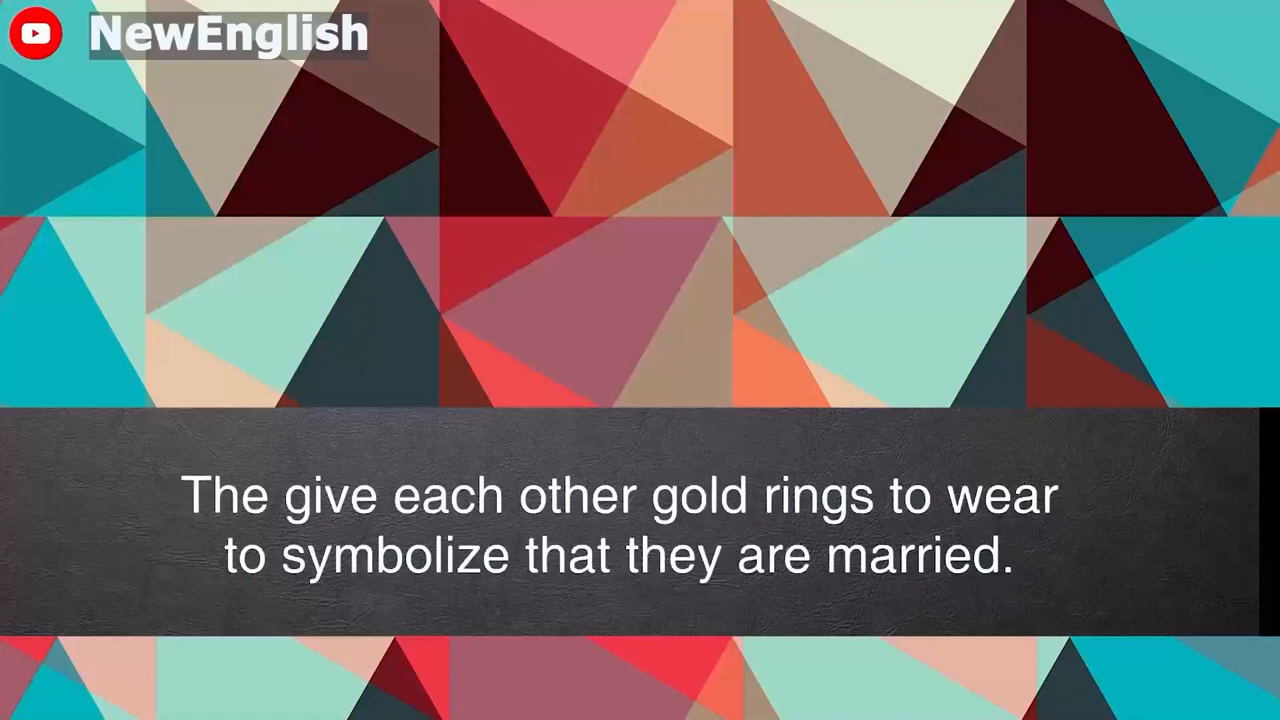 NewEnglish
The give each other gold rings to wear
to symbolize that they are married.